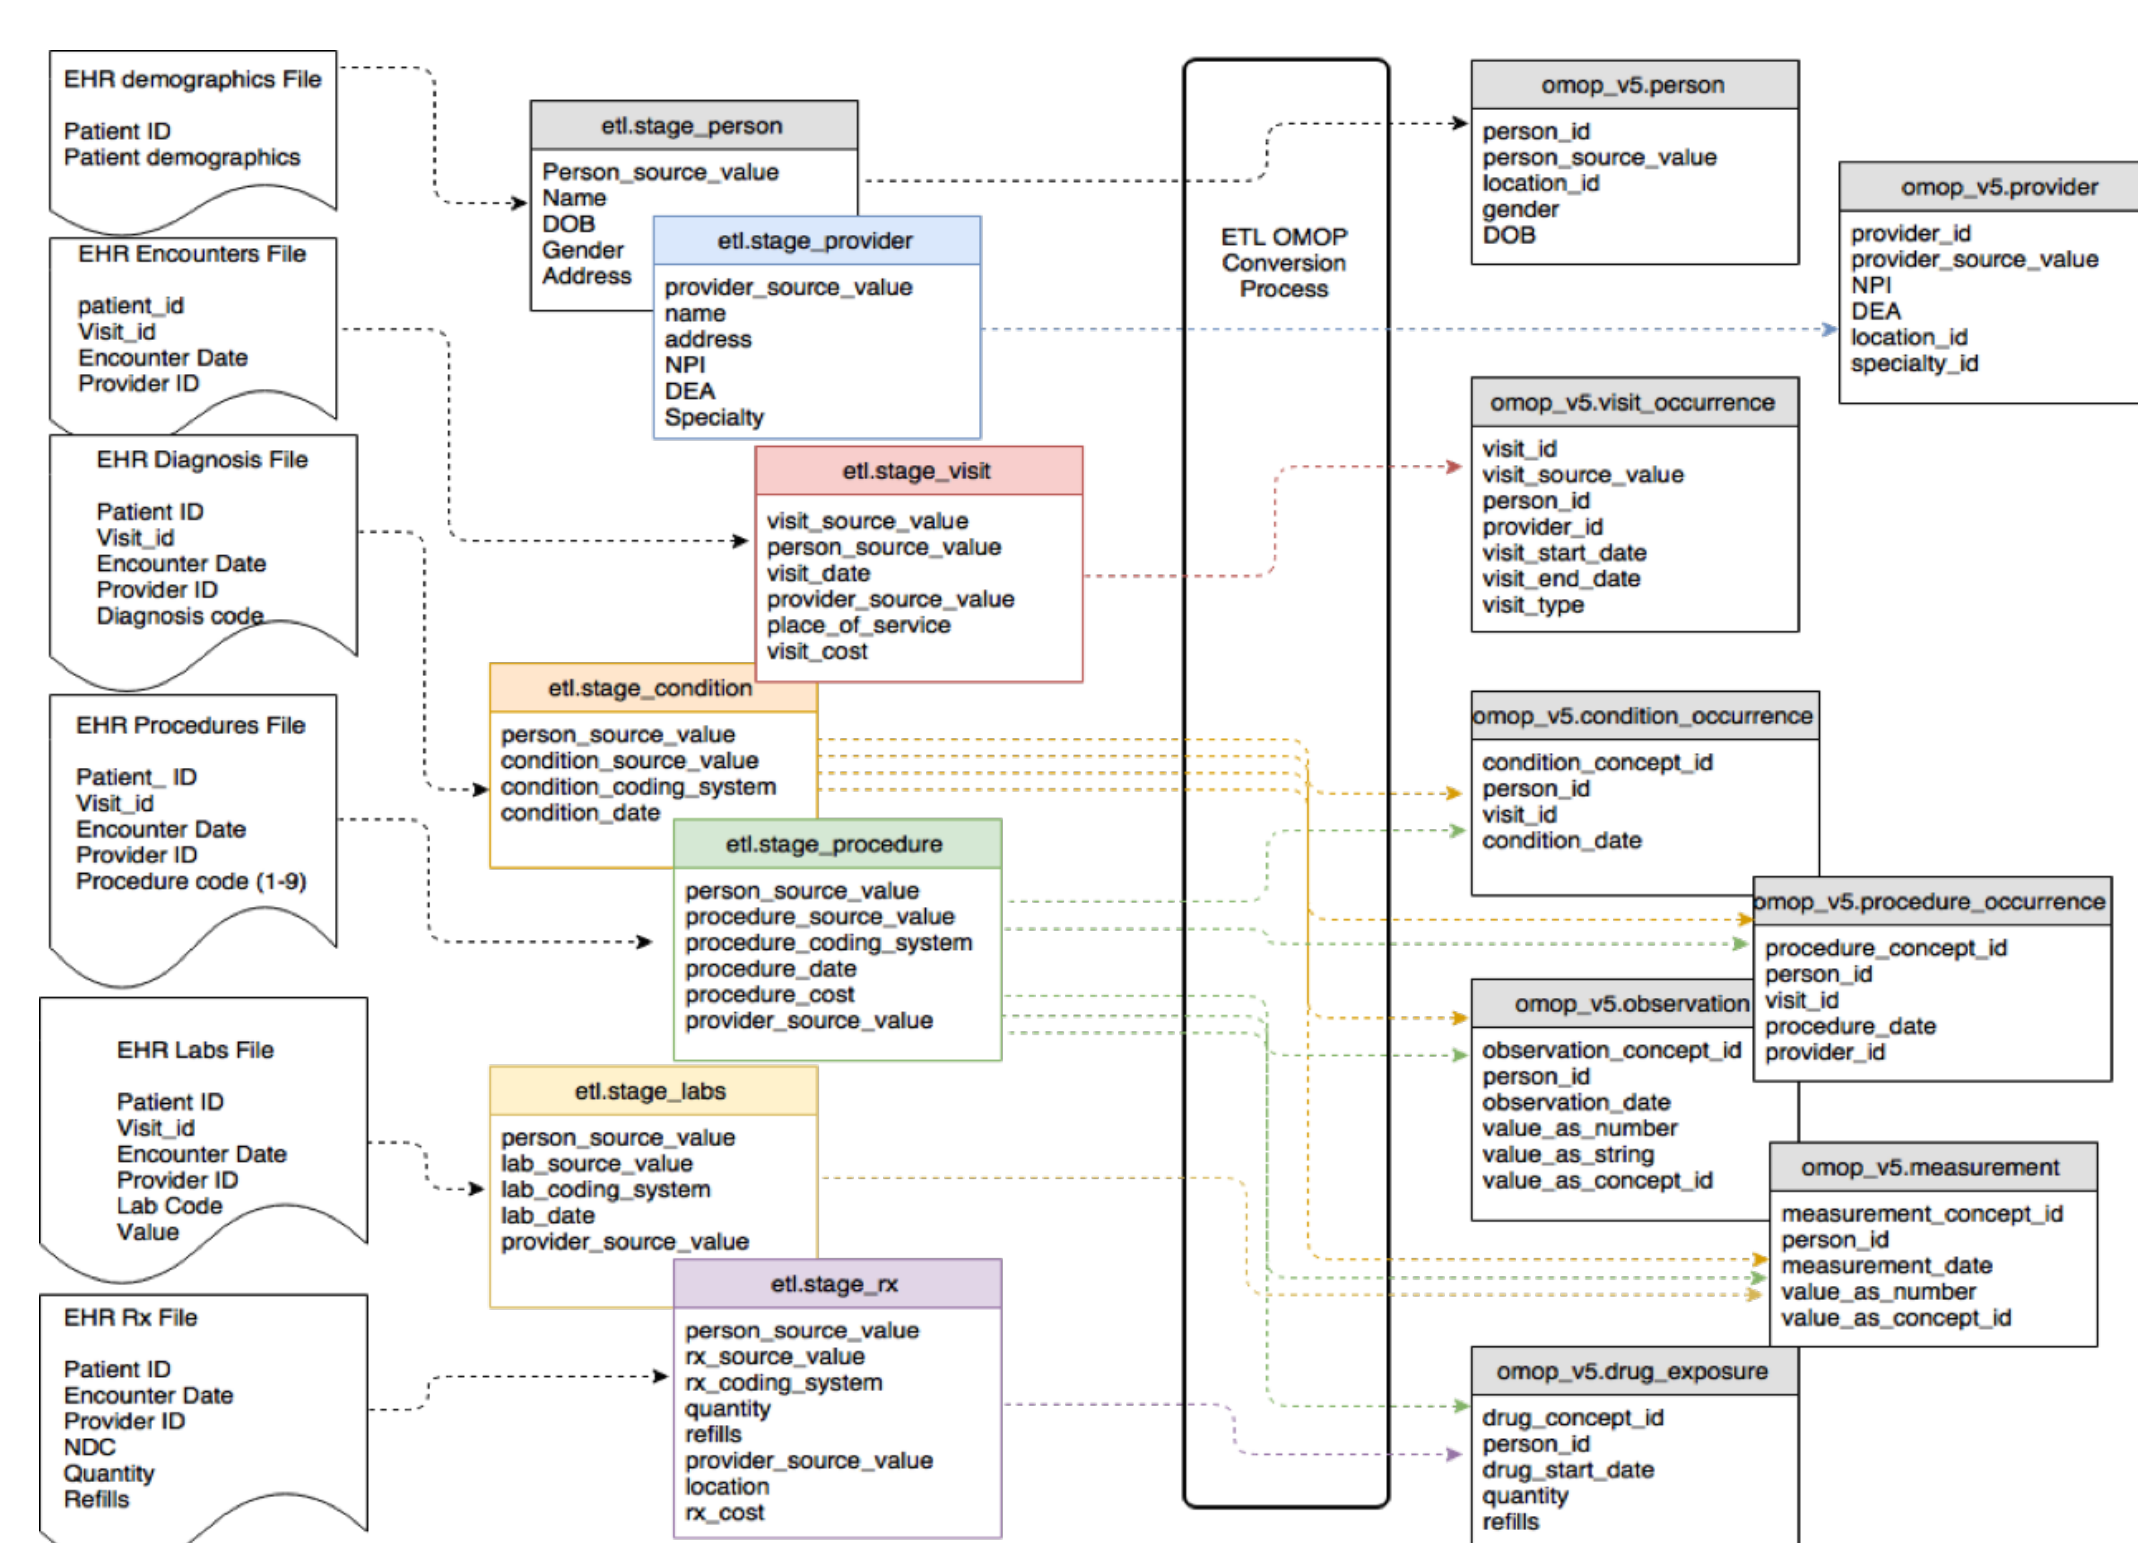 EHR demographics File
Patient ID
Patient demographics
EHR Encounters File
patient_id
Visit_id
Encounter Date
Provider ID
EHR Diagnosis File
Patient ID
Visit_id
Encounter Date
Provider ID
Diagnosis code
EHR Procedures File
Patient_ ID
Visit_id
Encounter Date
Provider ID
Procedure code (1-9)
EHR Labs File
Patient ID
Visit_id
Encounter Date
Provider ID
Lab Code
Value
EHR Rx File
Patient ID
Encounter Date
Provider ID
NDC
Quantity
Refills
etl.stage_person
Person_source_value
Name
DOB
Gender
Address
etl.stage_provider
provider_source_value
name
address
NPI
DEA
Specialty
etl.stage_visit
visit_source_value
person_source_value
visit_date
provider_source_value
place_of_service
visit_cost
etl.stage_condition
person_source_value
condition_source_value
condition_coding_system
condition_date
etl.stage_procedure
person_source_value
procedure_source_value
procedure_coding_system
procedure_date
procedure_cost
provider_source_value
etl.stage_labs
person_source_value
lab_source_value
lab_coding_system
lab_date
provider_source_value
etl.stage_rx
person_source_value
rx_source_value
rx_coding_system
quantity
refills
provider_source_value
location
rx_cost
ETL OMOP
Conversion
Process
omop_v5.person
person_id
person_source_value
location_id
gender
DOB
omop_v5.provider
provider_id
provider_source_value
NPI
DEA
location_id
specialty_id
omop_v5.visit_occurrence
visit_id
visit_source_value
person_id
provider_id
visit_start_date
visit_end_date
visit_type
omop_v5.condition_occurrence
condition_concept_id
person_id
visit_id
condition_date
omop_v5.procedure_occurrence
procedure_concept_id
person_id
visit_id
procedure_date
provider_id
omop_v5.observation
observation_concept_id
person_id
observation_date
value_as_number
value_as_string
value_as_concept_id
omop_v5.measurement
measurement_concept_id
person_id
measurement_date
value_as_number
value_as_concept_id
omop_v5.drug_exposure
drug_concept_id
person_id
drug_start_date
quantity
refills